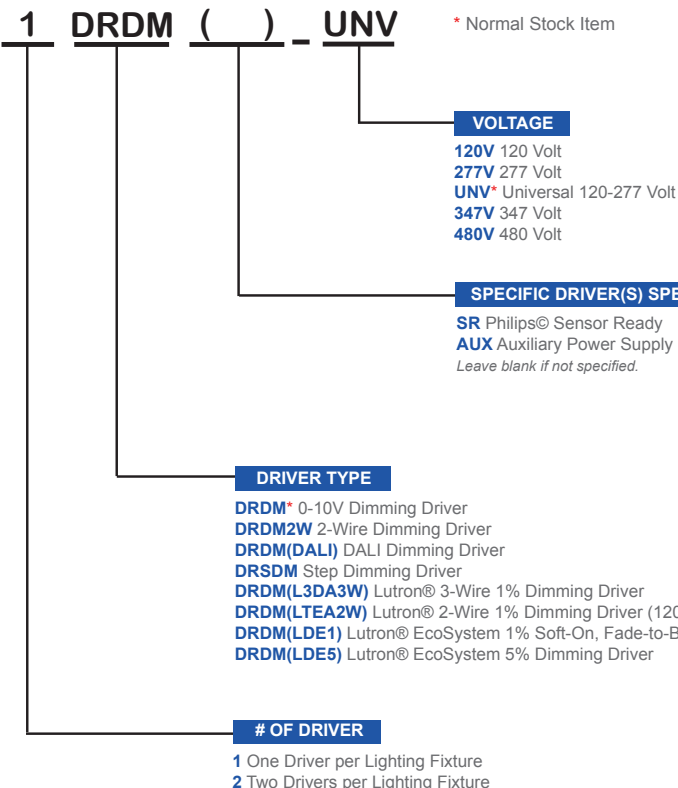 1 DRDM ( ) _ UNV
* Normal Stock Item
VOLTAGE
120V 120 Volt
277V 277 Volt
UNV* Universal 120-277 Volt
347V 347 Volt
480V 480 Volt
SPECIFIC DRIVER(S)
SR Philips© Sensor Ready
AUX Auxiliary Power Supply
Leave blank if not specified.
DRIVER TYPE
DRDM* 0-10V Dimming Driver
DRDM2W 2-Wire Dimming Driver
DRDM(DALI) DALI Dimming Driver
DRSDM Step Dimming Driver
DRDM(L3DA3W) Lutron® 3-Wire 1% Dimming Driver
DRDM(LTEA2W) Lutron® 2-Wire 1% Dimming Driver
DRDM(LDE1) Lutron® EcoSystem 1% Soft-On,
DRDM(LDE5) Lutron® EcoSystem 5% Dimming Driver
# OF DRIVER
1 One Driver per Lighting Fixture
2 Two Drivers per Lighting Fixture